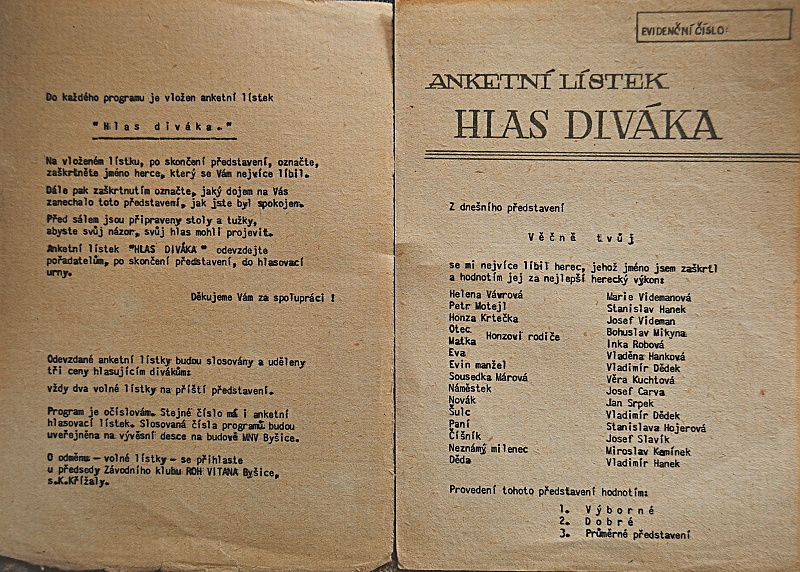 Do každého programu je vložen anketní lístek
"Hlas diváka."
Na vloženém lístku, po skončení představení, označte,
zaškrtněte jméno herce, který se Vám nejvíce líbil.
Dále pak zaškrtnutím označte, jaký dojem na Vás
zanechalo toto představení, jak jste byl spokojen.
Před sálem jsou připraveny stoly a tužky,
abyste svůj názor, svůj hlas mohli projevit.
Anketní lístek "HLAS DIVÁKA" odevzdejte
pořadatelům, po skončení představení, do hlasovací
urny.
Děkujeme Vám za spolupráci !
Odevzdané anketní lístky budou slosovány a uděleny
tři ceny hlasujícím divákům:
vždy dva volné lístky na příští představení.
Program je očíslován. Stejné číslo má i anketní
hlasovací lístek. Slosovaná čísla programů budou
uveřejněna na vývěsní desce na budově MNV Byšice.
O odměnu - volné lístky - se přihlaste
u předsedy Závodního klubu ROH VITANA Byšice,
s.K.Křížaly.
EVIDENČNÍ ČÍSLO:
ANKETNÍ LÍSTEK
HLAS DIVÁKA
Z dnešního představení
Věčně tvůj
se mi nejvíce líbil herec, jehož jméno jsem zaškrtl
a hodnotím jej za nejlepší herecký výkon:
Helena Vávrová Marie Videmanová
Petr Motejl Stanislav Hanek
Honza Krtečka Josef Videman
Otec Honzovi rodiče Bohuslav Mikyna
Matka Inka Robová
Eva Vladěna Hanková
Evin manžel Vladimír Dědek
Sousedka Márová Věra Kuchtová
Náměstek Josef Carva
Novák Jan Srpek
Šulc Vladimír Dědek
Paní Stanislava Hojerová
Číšník Josef Slavík
Neznámý milenec Miroslav Kamínek
Děda Vladimír Hanek
Provedení tohoto představení hodnotím:
1. Výborné
2. Dobré
3. Průměrné představení